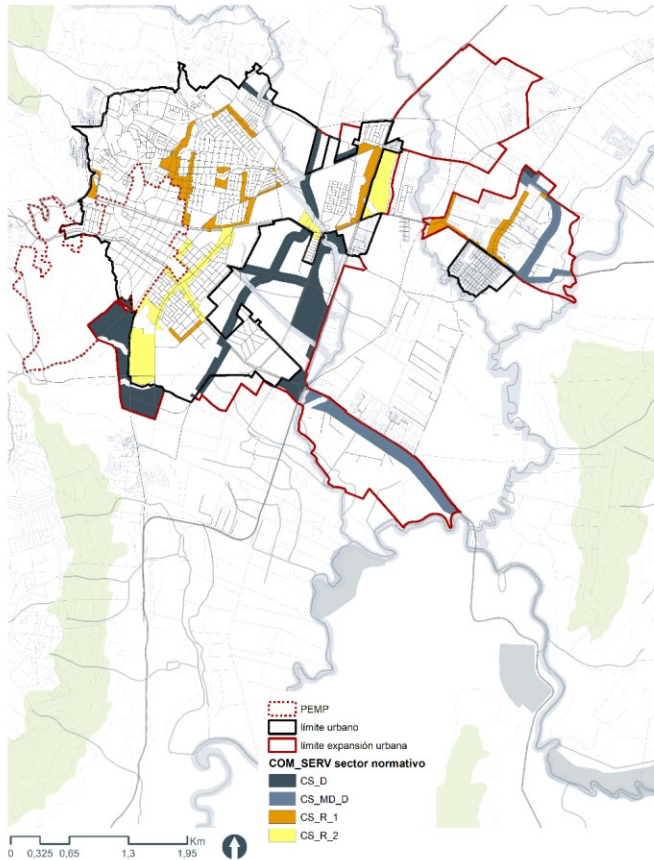 PEMP
límite urbano
límite expansión urbana
COM_SERV sector normativo
CS_D
CS_MD_D
CS_R_1
CS_R_2
Km
0 0,325 0,65 1,3 1,95